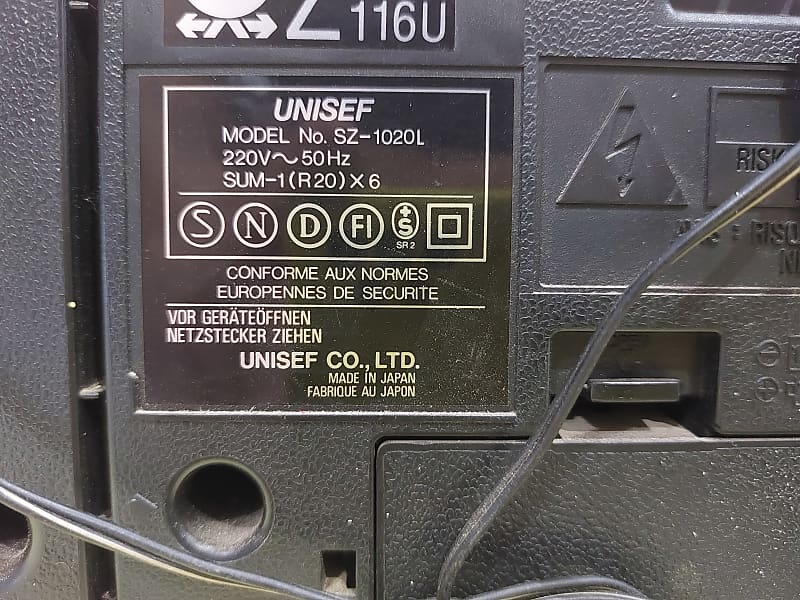 Z 116U
UNISEF
MODEL No. SZ-1020L
220V～50Hz
SUM-1(R20)×6
S N D FI +S
SR2
CONFORME AUX NORMES
EUROPENNES DE SECURITE
VOR GERÄTEÖFFNEN
NETZSTECKER ZIEHEN
UNISEF CO., LTD.
MADE IN JAPAN
FABRIQUE AU JAPON
RISK
: RISQ